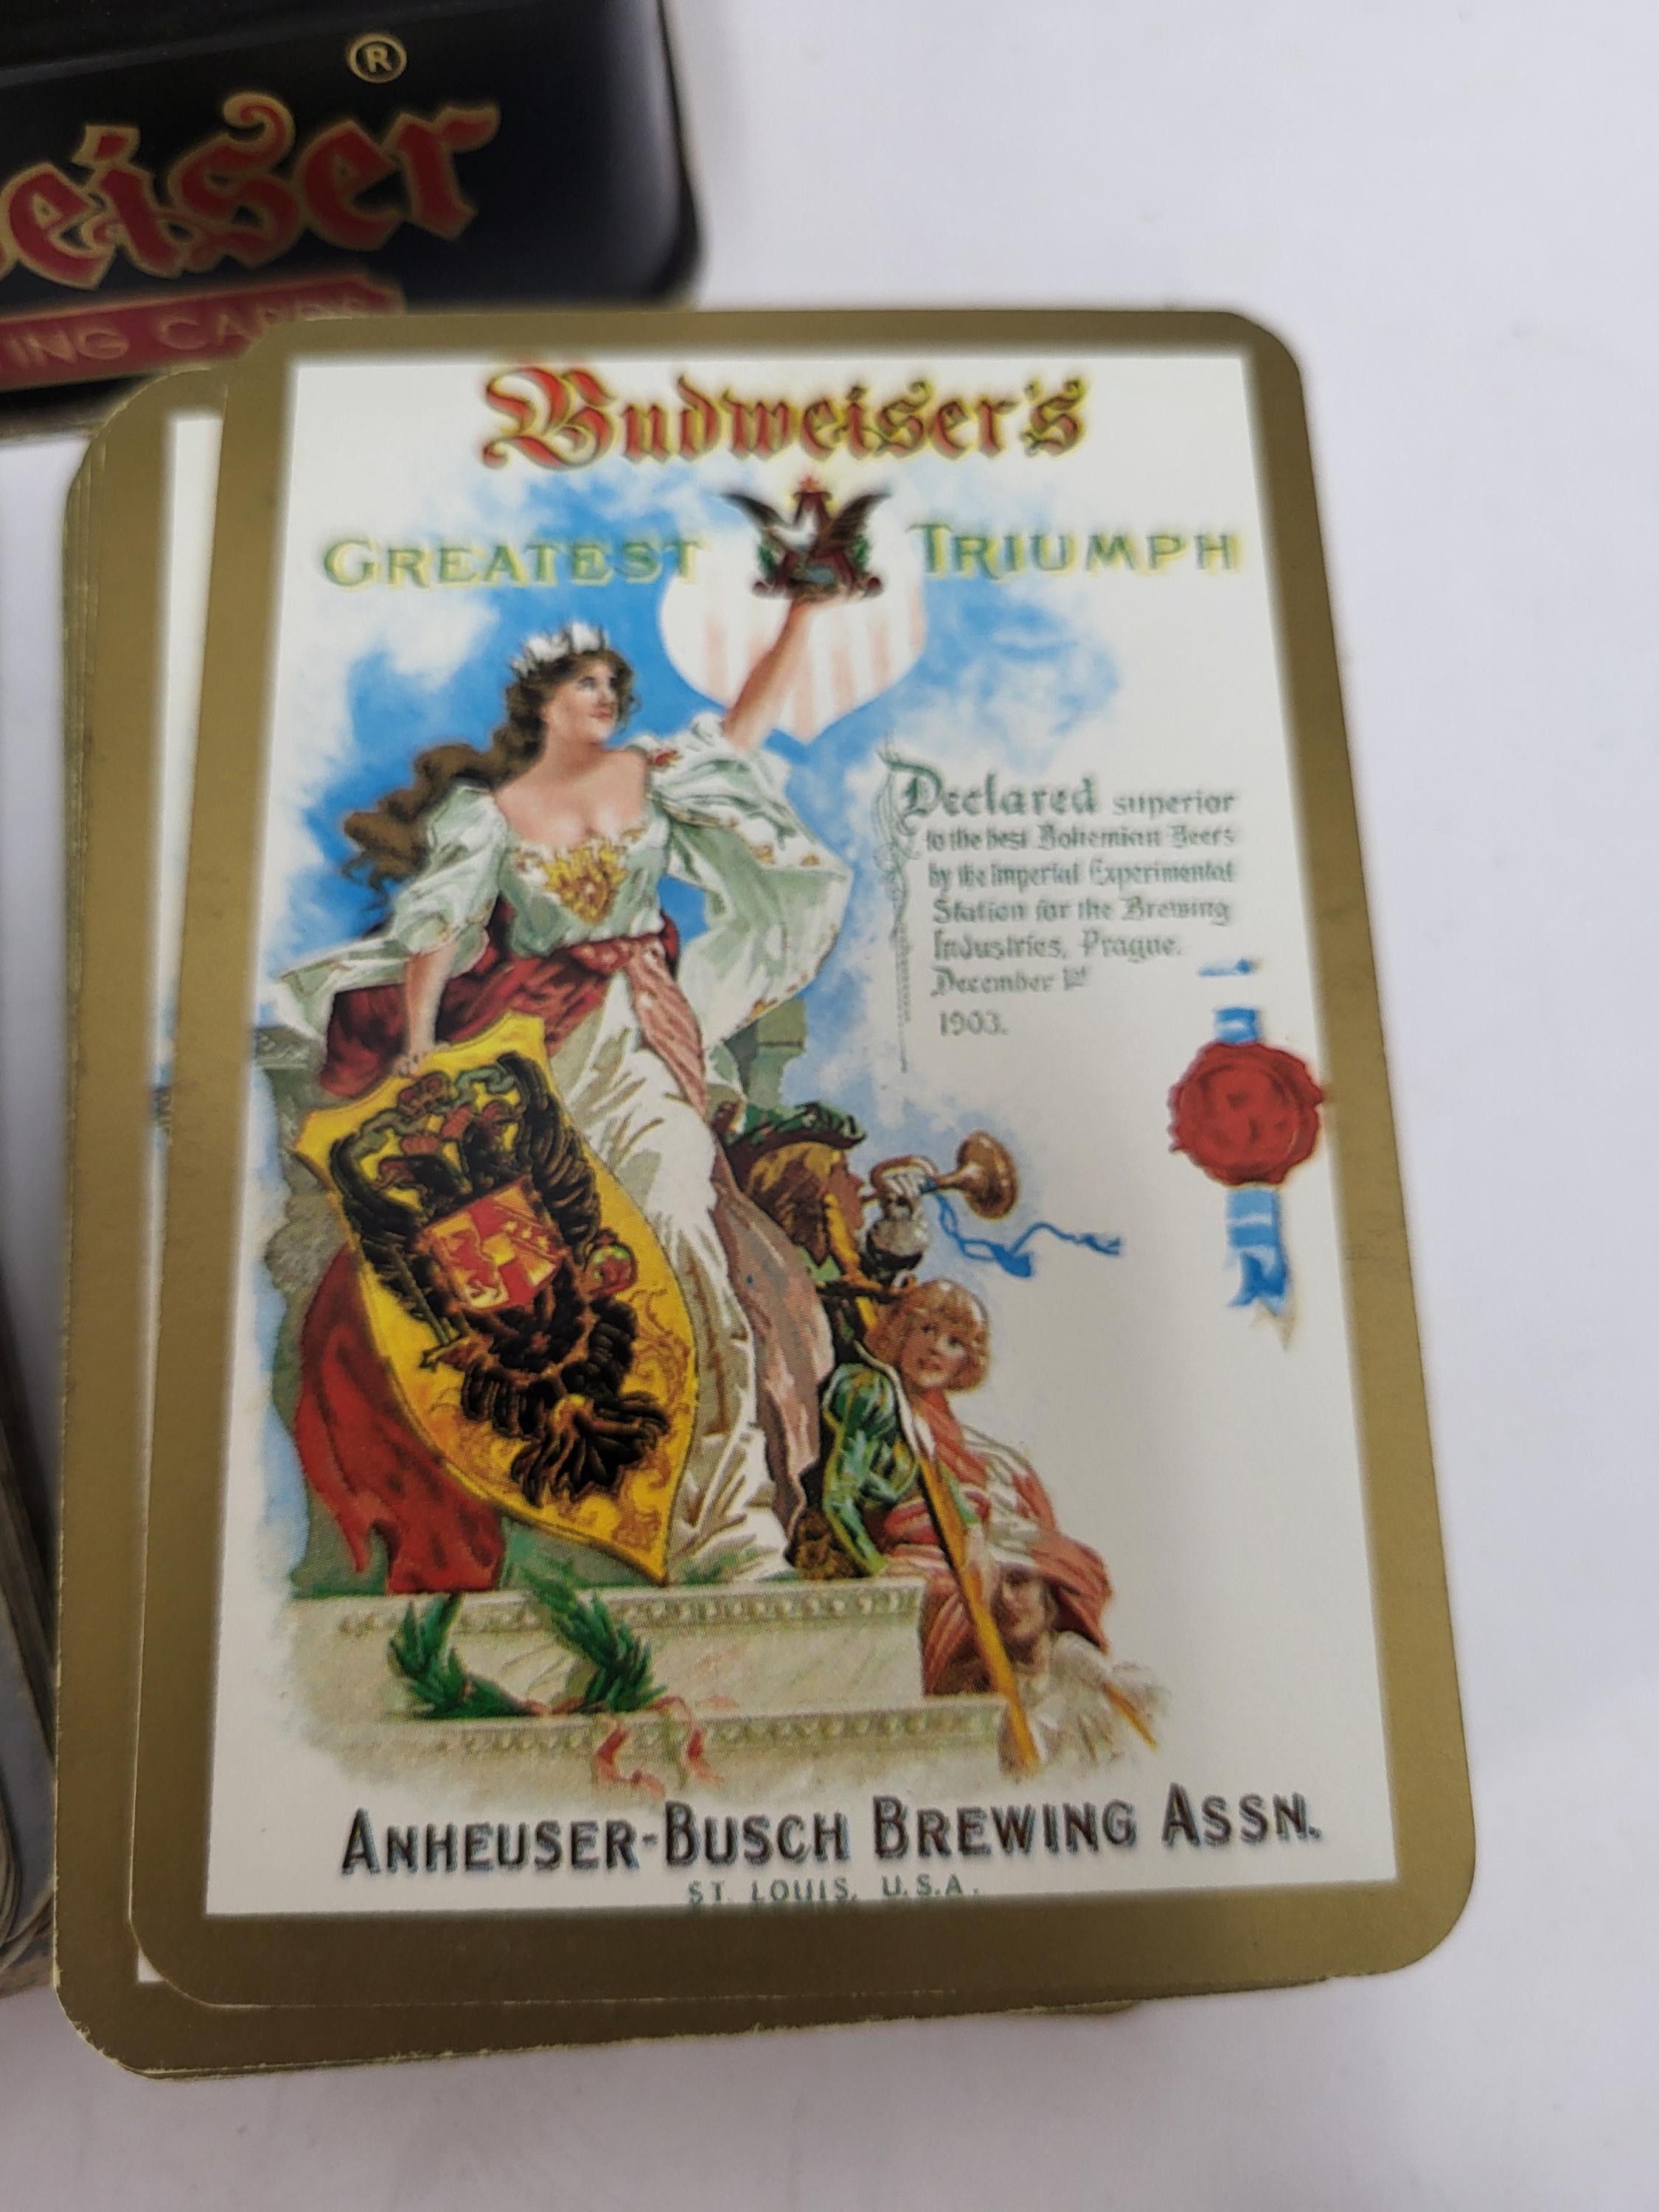 ®
eiser
ING CARDS
Budweiser's
GREATEST TRIUMPH
Declared superior
to the best Bohemian Beers
by the Imperial Experimental
Station for the Brewing
Industries, Prague.
December 1st
1903.
ANHEUSER-BUSCH BREWING ASSN.
ST. LOUIS, U.S.A.